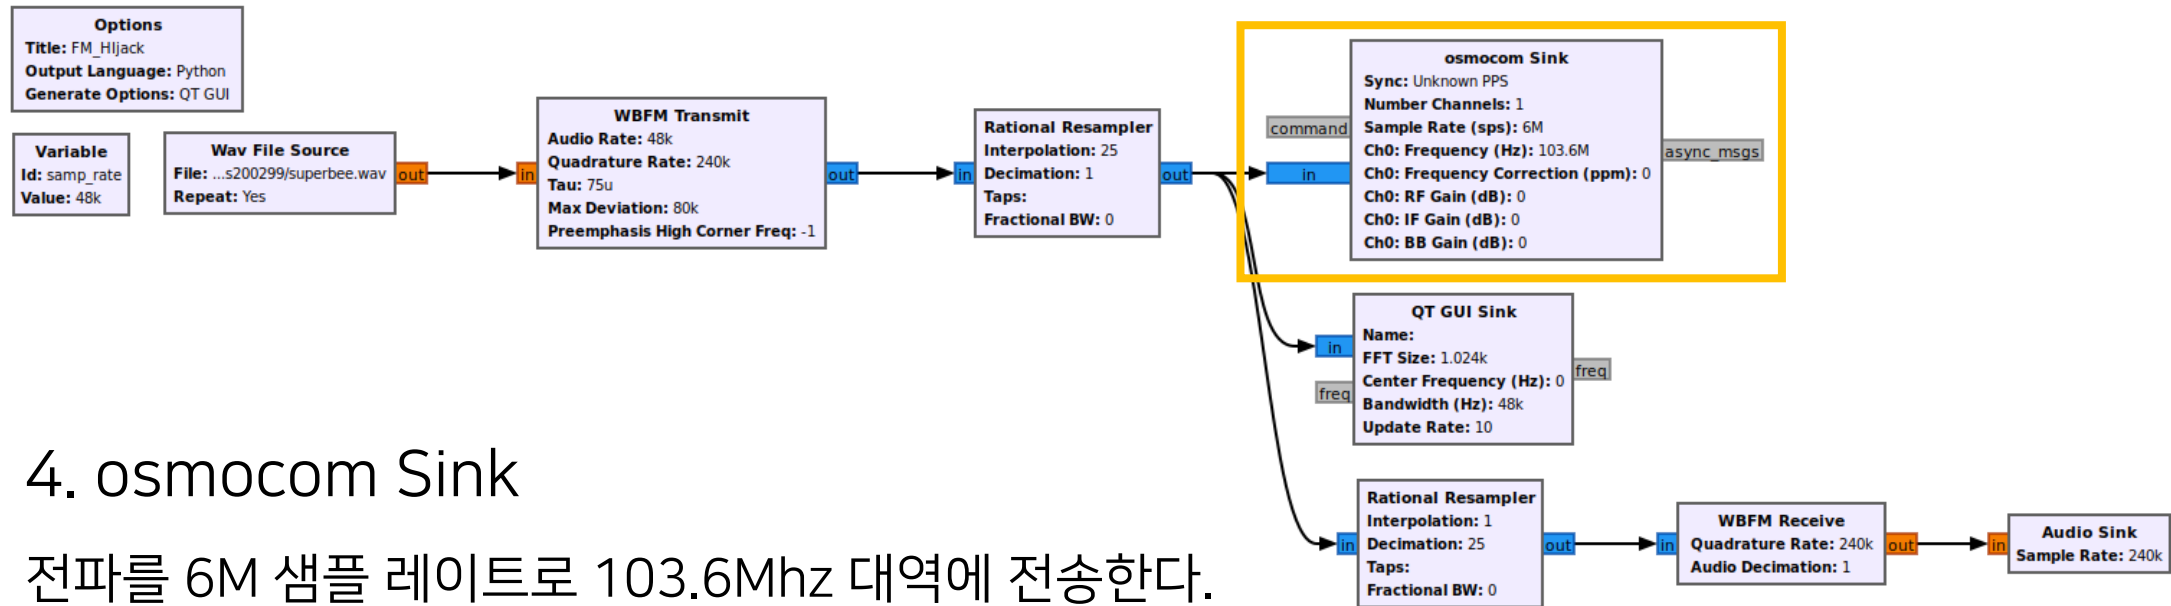 Options
Title: FM_HIjack
Output Language: Python
Generate Options: QT GUI
Variable
Id: samp_rate
Value: 48k
Wav File Source
File: ...s200299/superbee.wav
Repeat: Yes
out
in
WBFM Transmit
Audio Rate: 48k
Quadrature Rate: 240k
Tau: 75u
Max Deviation: 80k
Preemphasis High Corner Freq: -1
out
in
Rational Resampler
Interpolation: 25
Decimation: 1
Taps:
Fractional BW: 0
out
command
in
osmocom Sink
Sync: Unknown PPS
Number Channels: 1
Sample Rate (sps): 6M
Ch0: Frequency (Hz): 103.6M
Ch0: Frequency Correction (ppm): 0
Ch0: RF Gain (dB): 0
Ch0: IF Gain (dB): 0
Ch0: BB Gain (dB): 0
async_msgs
in
freq
QT GUI Sink
Name:
FFT Size: 1.024k
Center Frequency (Hz): 0
Bandwidth (Hz): 48k
Update Rate: 10
freq
in
Rational Resampler
Interpolation: 1
Decimation: 25
Taps:
Fractional BW: 0
out
in
WBFM Receive
Quadrature Rate: 240k
Audio Decimation: 1
out
in
Audio Sink
Sample Rate: 240k
4. osmocom Sink
전파를 6M 샘플 레이트로 103.6Mhz 대역에 전송한다.